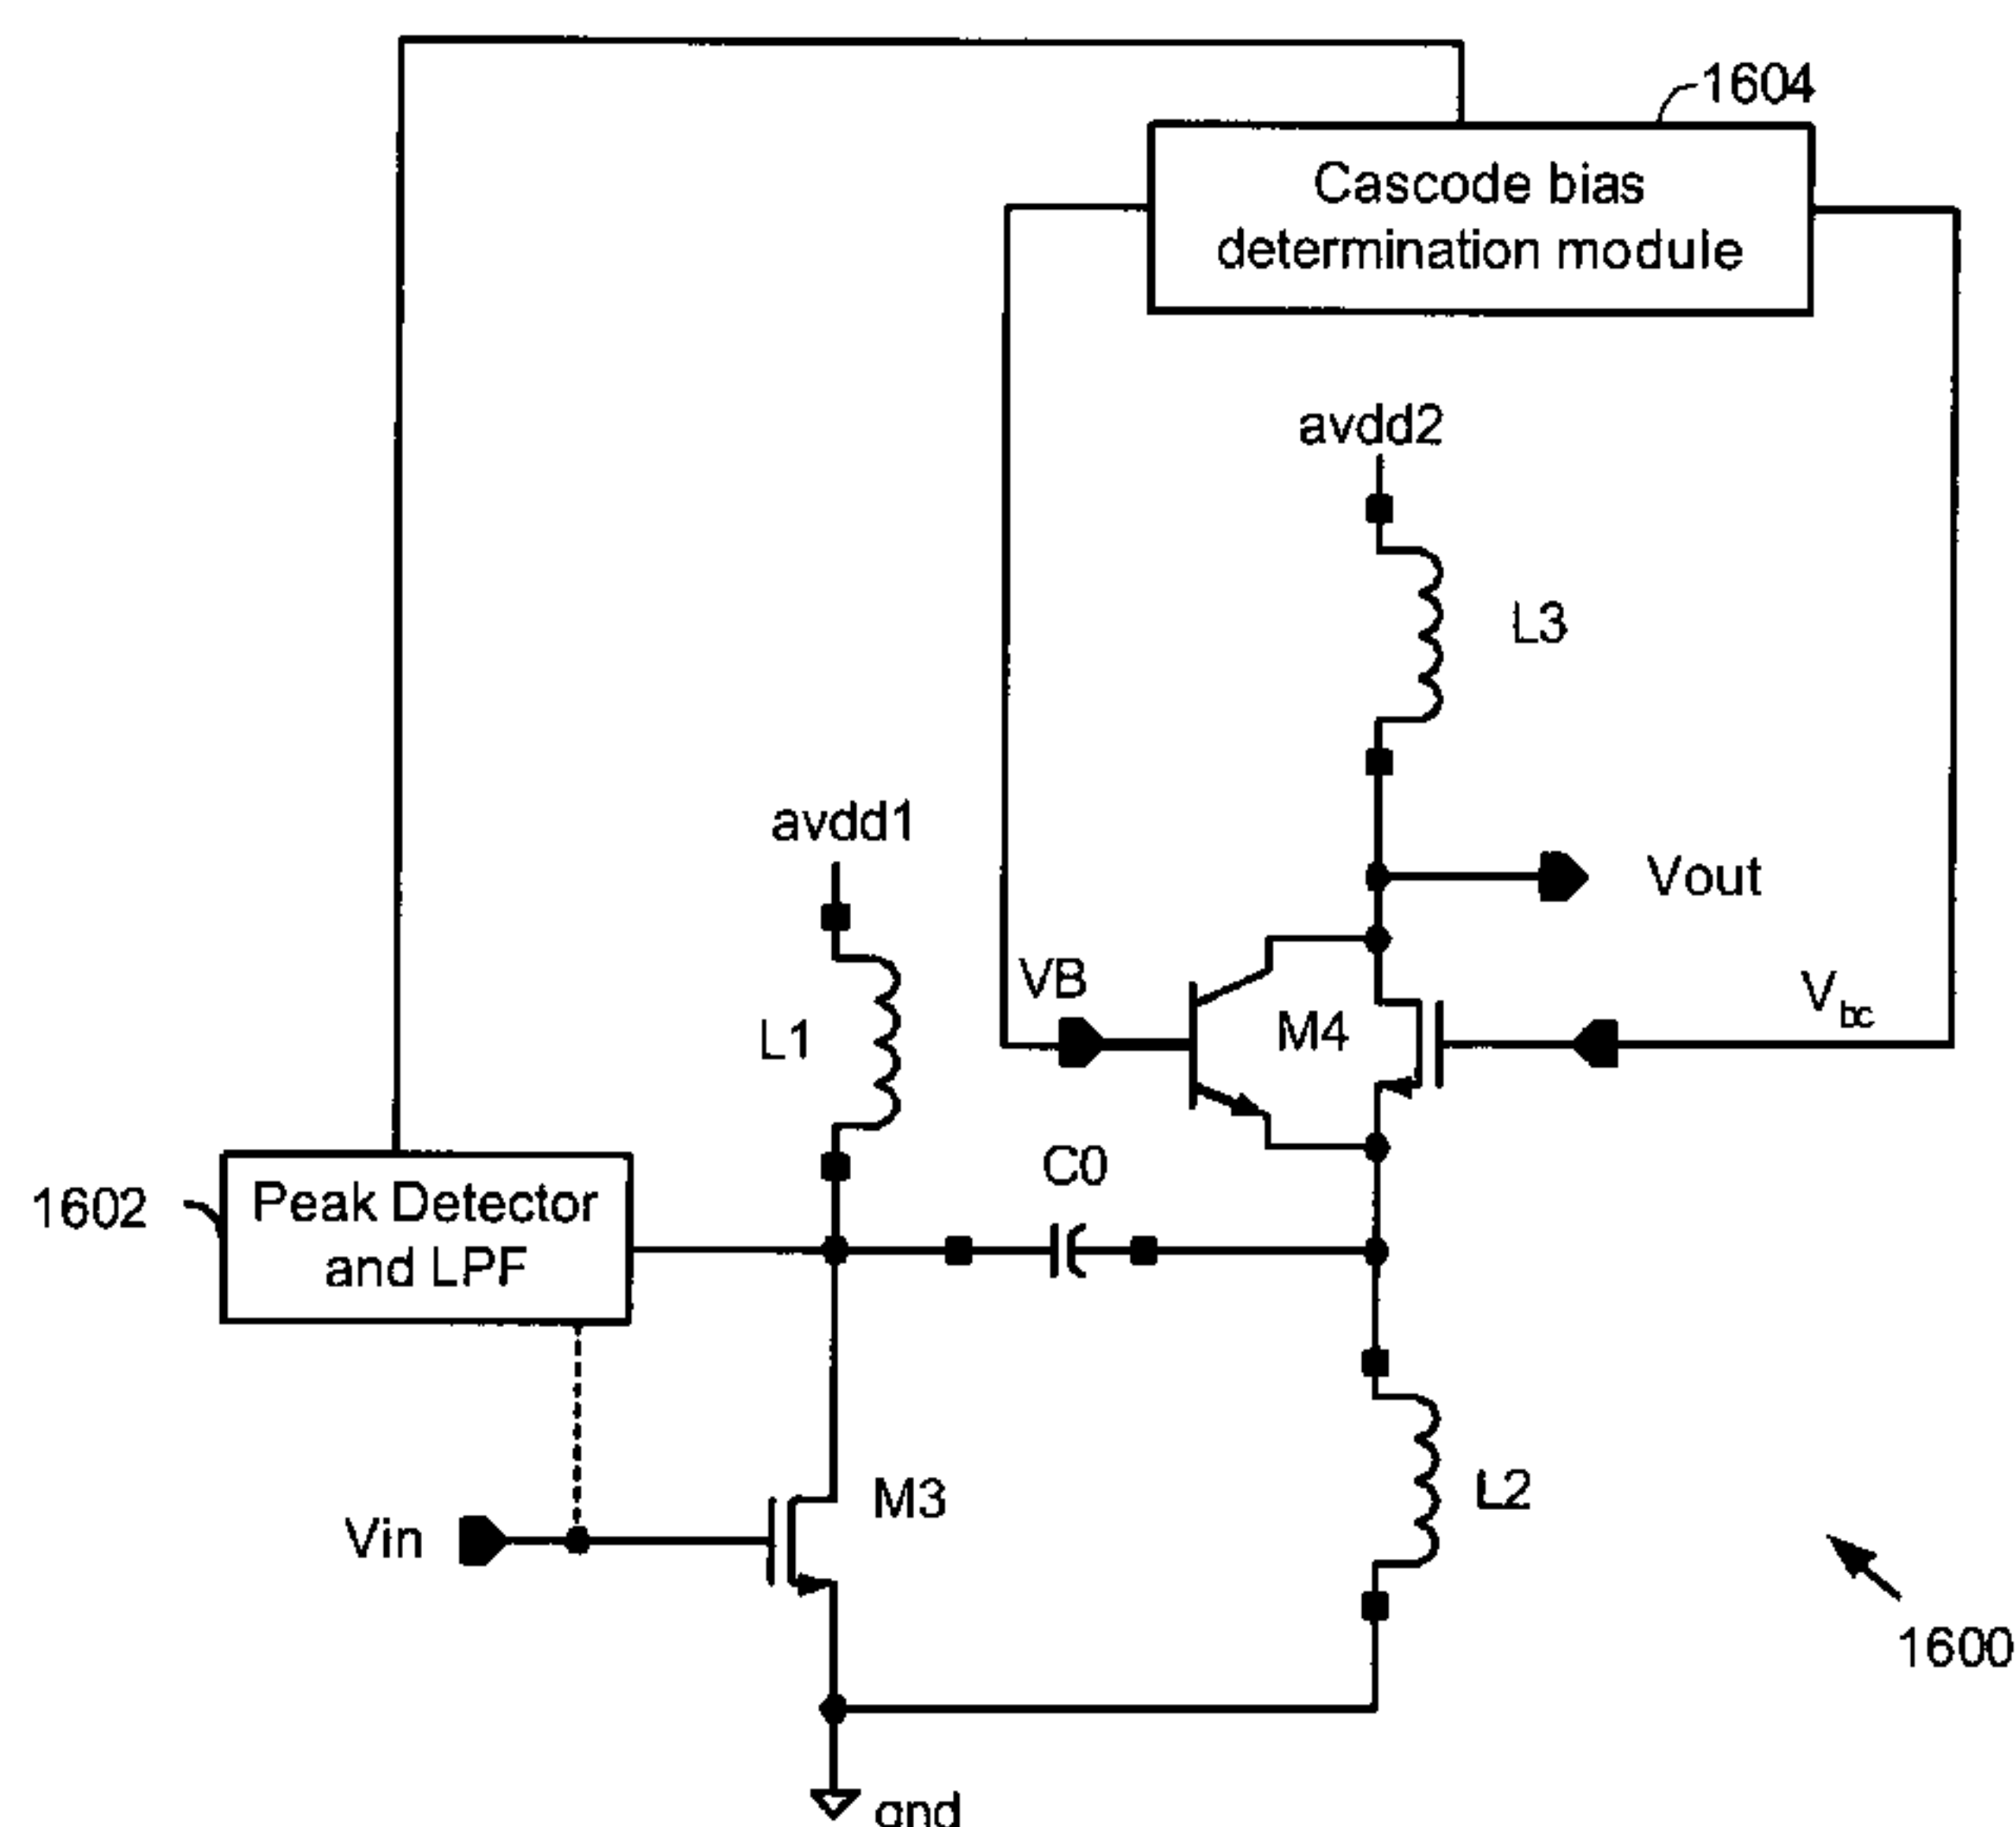 1604
Cascode bias
determination module
avdd2
L3
avdd1
Vout
VB
Vbc
L1
M4
C0
1602
Peak Detector
and LPF
M3
L2
Vin
1600
gnd